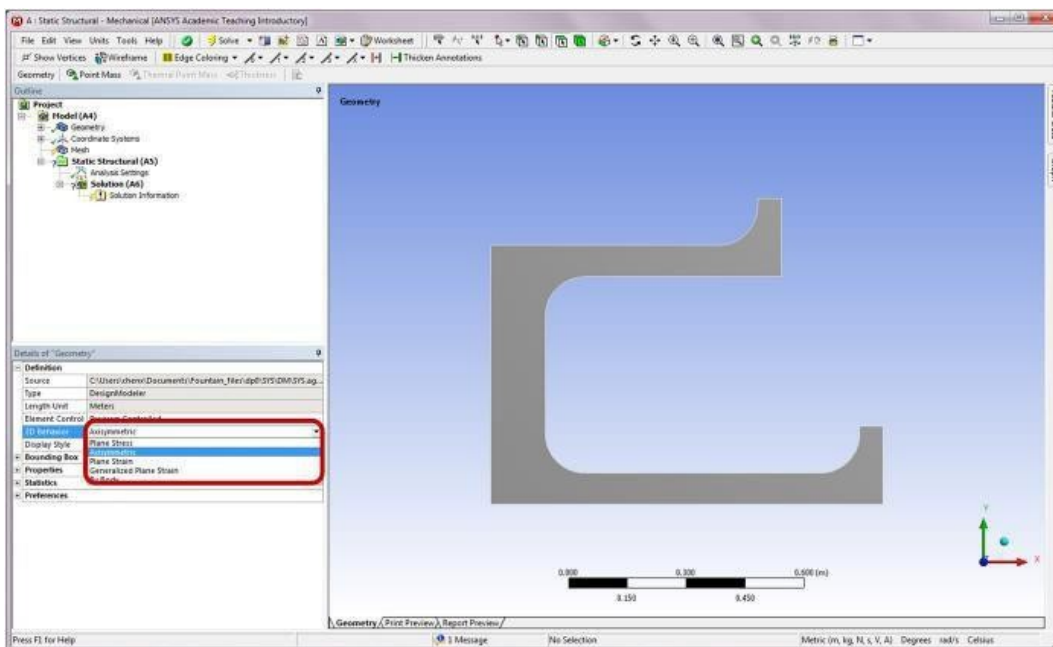 A : Static Structural - Mechanical [ANSYS Academic Teaching Introductory]
File Edit View Units Tools Help Solve Worksheet
Show Vertices Wireframe Edge Coloring Thicken Annotations
Geometry Point Mass Thermal Point Mass Thickness
Outline
Project
Model (A4)
Geometry
Coordinate Systems
Mesh
Static Structural (A5)
Analysis Settings
Solution (A6)
Solution Information
Geometry
Details of "Geometry"
Definition
Source
Type DesignModeler
Length Unit Meters
Element Control Program Controlled
2D Behavior Axisymmetric
Plane Stress
Display Style Axisymmetric
Bounding Box Plane Strain
Properties Generalized Plane Strain
Statistics By Body
Preferences
Y
X
0.000 0.300 0.600 (m)
0.150 0.450
Geometry Print Preview Report Preview
Press F1 for Help 1 Message No Selection Metric (m, kg, N, s, V, A) Degrees rad/s Celsius